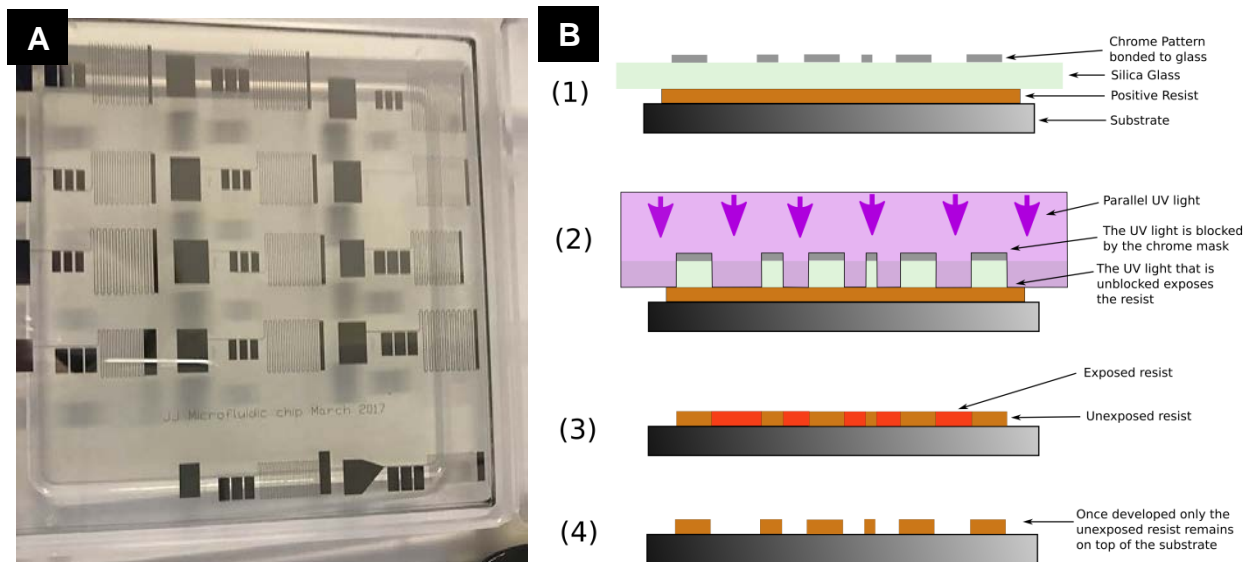 A
JJ Microfluidic chip March 2017
B
(1)
Chrome Pattern
bonded to glass
Silica Glass
Positive Resist
Substrate
(2)
Parallel UV light
The UV light is blocked
by the chrome mask
The UV light that is
unblocked exposes
the resist
(3)
Exposed resist
Unexposed resist
(4)
Once developed only the
unexposed resist remains
on top of the substrate